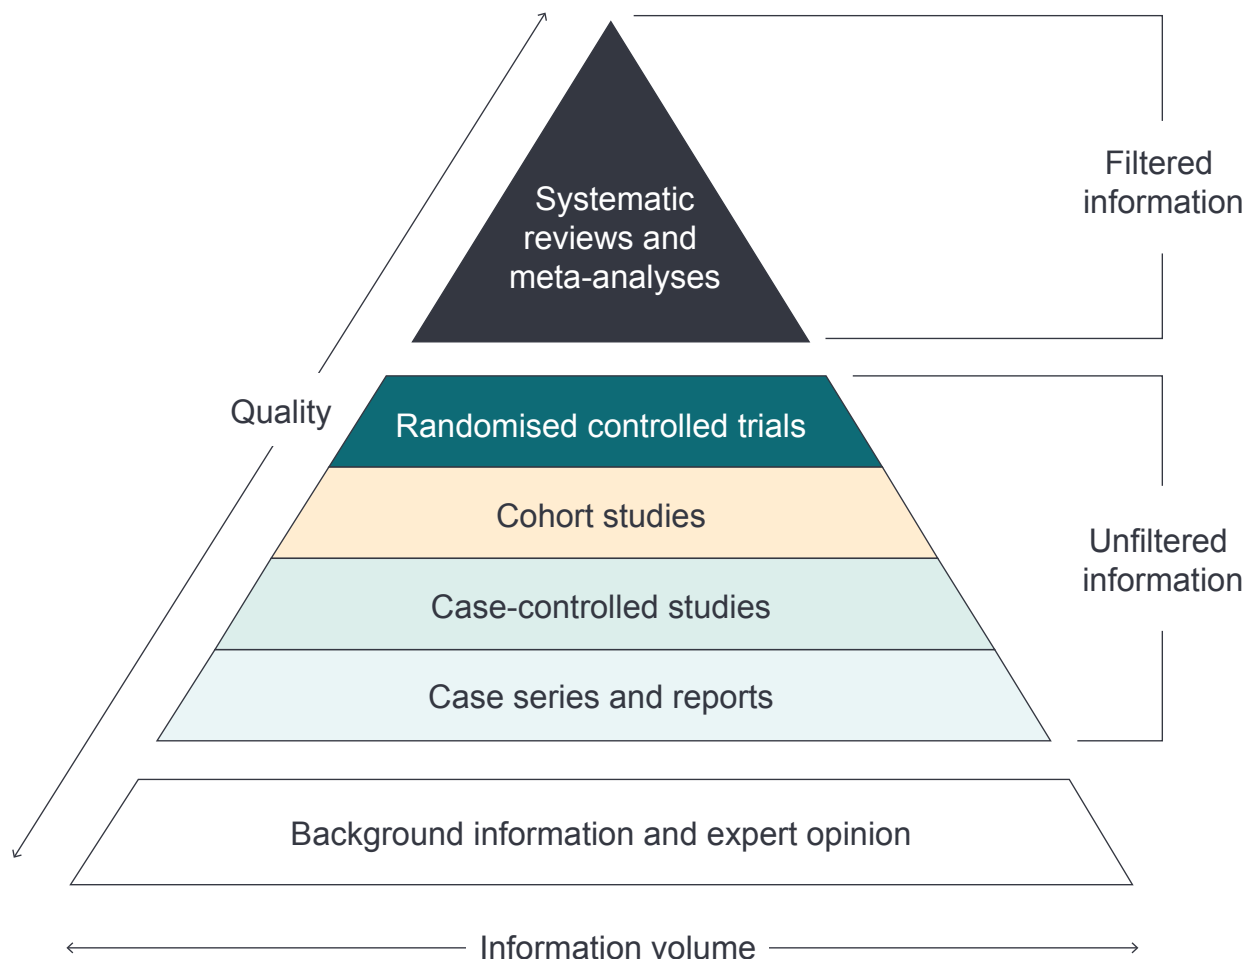 Systematic
reviews and
meta-analyses
Filtered
information
Quality
Randomised controlled trials
Cohort studies
Unfiltered
information
Case-controlled studies
Case series and reports
Background information and expert opinion
Information volume